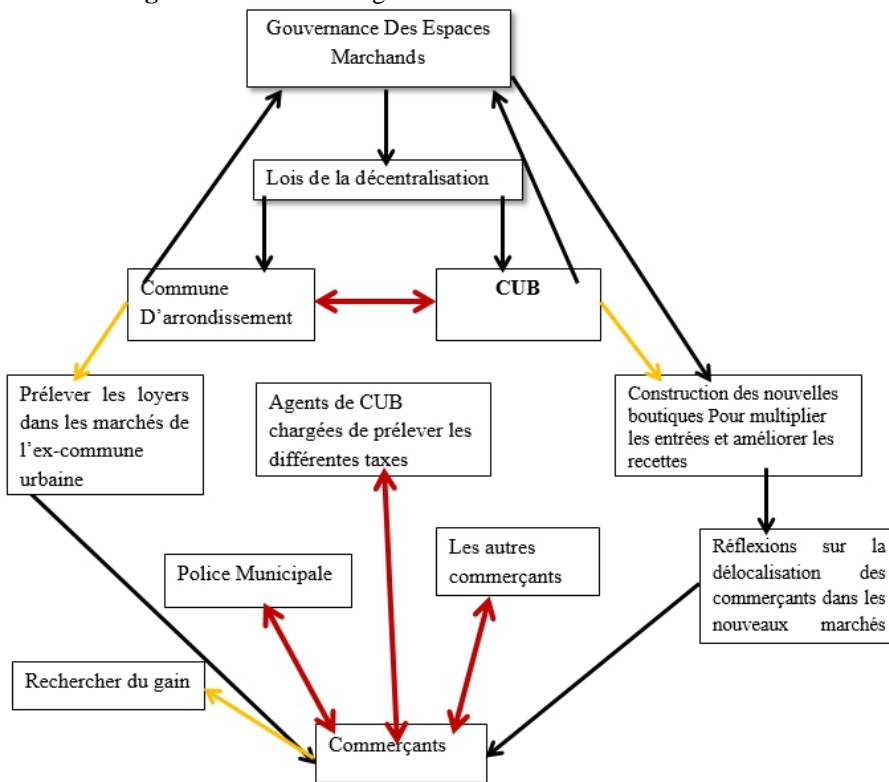 Gouvernance Des Espaces
Marchands
Lois de la décentralisation
Commune
D’arrondissement
CUB
Prélever les loyers
dans les marchés de
l’ex-commune
urbaine
Agents de CUB
chargées de prélever les
différentes taxes
Construction des nouvelles
boutiques Pour multiplier
les entrées et améliorer les
recettes
Police Municipale
Les autres
commerçants
Réflexions sur la
délocalisation des
commerçants dans les
nouveaux marchés
Rechercher du gain
Commerçants